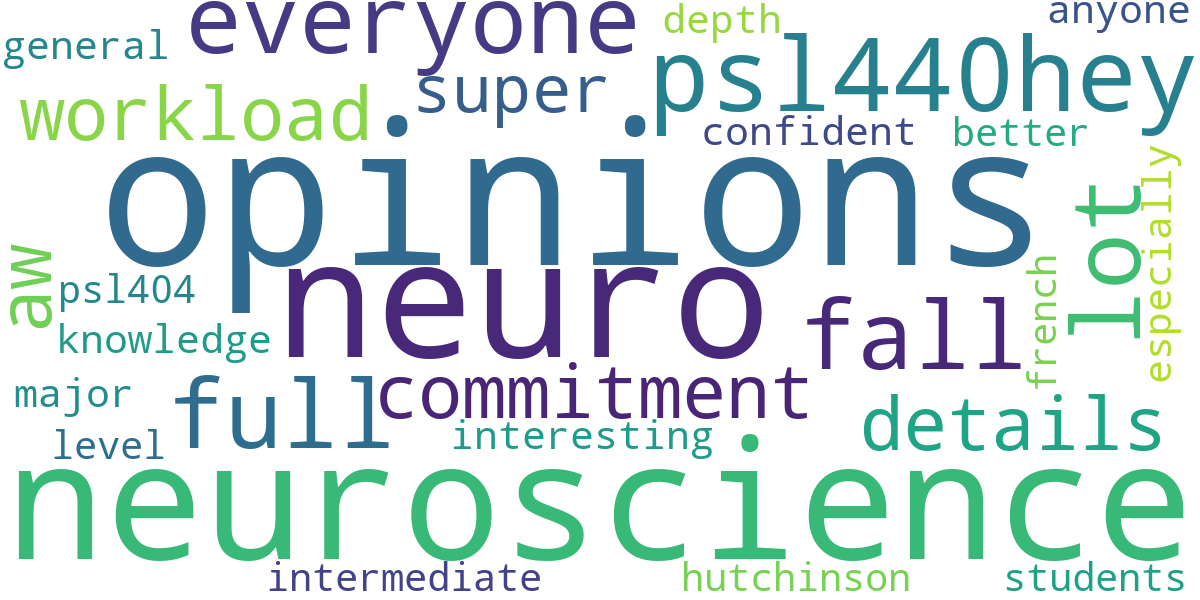 everyone
depth
anyone
general
super
psl440hey
workload
confident
better
opinions
especially
lot
aw
psl404
neuro
fall
french
knowledge
major
full
commitment
details
level
interesting
neuroscience
intermediate
hutchinson
students